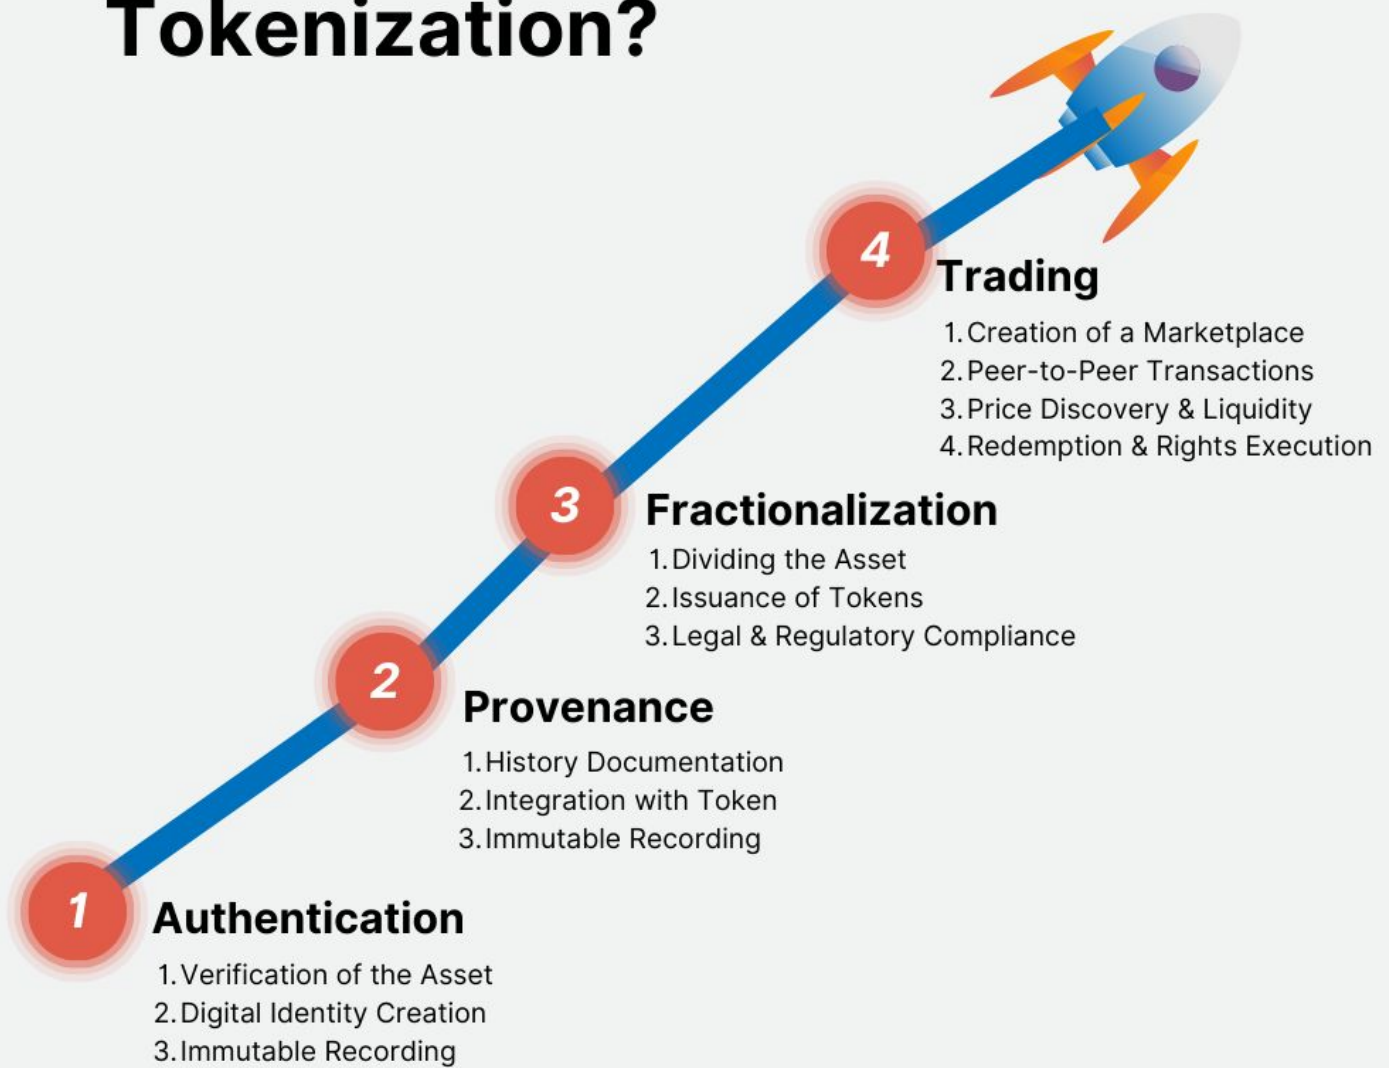 Tokenization?
4
Trading
1. Creation of a Marketplace
2. Peer-to-Peer Transactions
3. Price Discovery & Liquidity
4. Redemption & Rights Execution
3
Fractionalization
1. Dividing the Asset
2. Issuance of Tokens
3. Legal & Regulatory Compliance
2
Provenance
1. History Documentation
2. Integration with Token
3. Immutable Recording
1
Authentication
1. Verification of the Asset
2. Digital Identity Creation
3. Immutable Recording